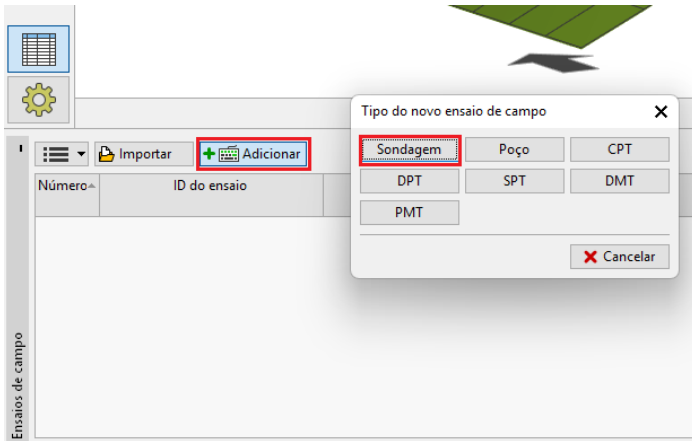 Tipo do novo ensaio de campo
Sondagem Poço CPT
DPT SPT DMT
PMT
Cancelar
Importar Adicionar
Número ID do ensaio
Ensaios de campo